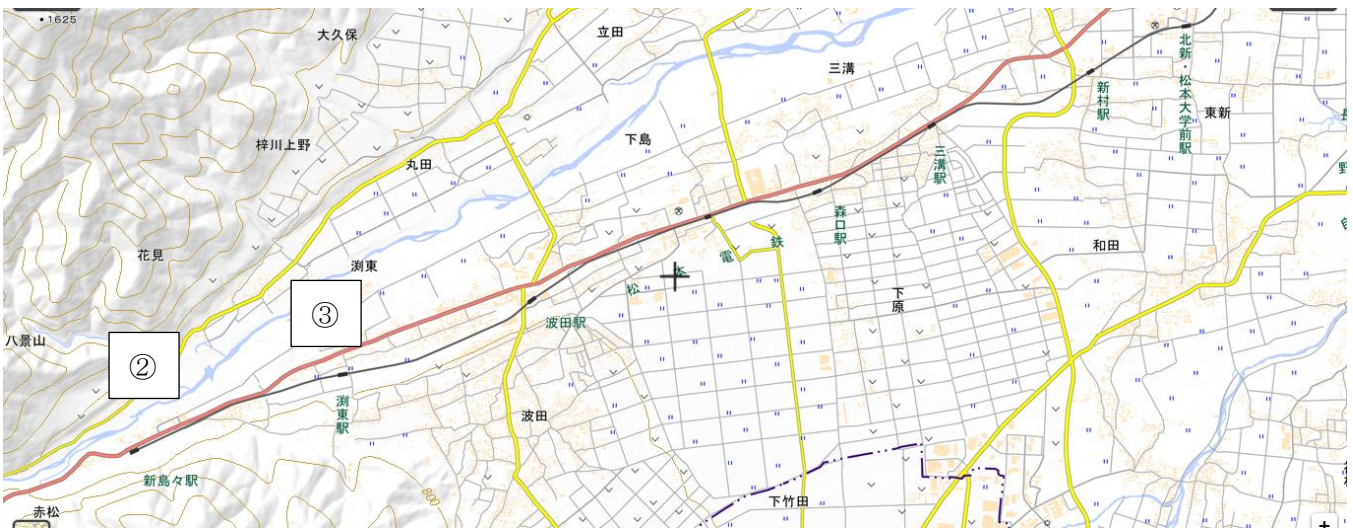 1625
大久保
立田
三溝
北新・松本大学前駅
新村駅
東新
下島
梓川上野
丸田
三溝駅
森口駅
花見
渕東
和田
松本電鉄
下原
③
波田駅
八景山
②
渕東駅
波田
新島々駅
800
下竹田
赤松
+